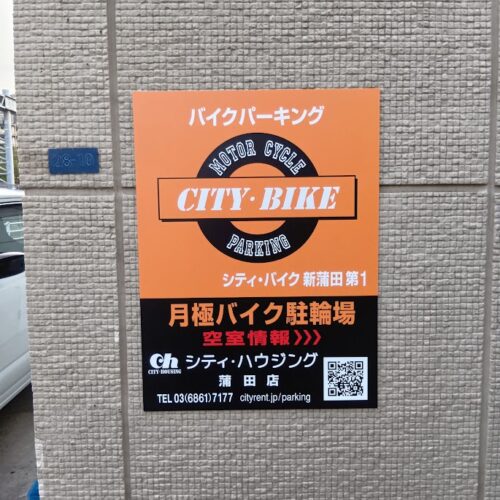 バイクパーキング
MOTOR CYCLE
CITY・BIKE
PARKING
シティ・バイク 新蒲田 第1
月極バイク駐輪場
空室情報》〉
ch シティ・ハウジング
CITY-HOUSING
蒲田店
TEL 03(6861)7177 cityrent.jp/parking
28-10